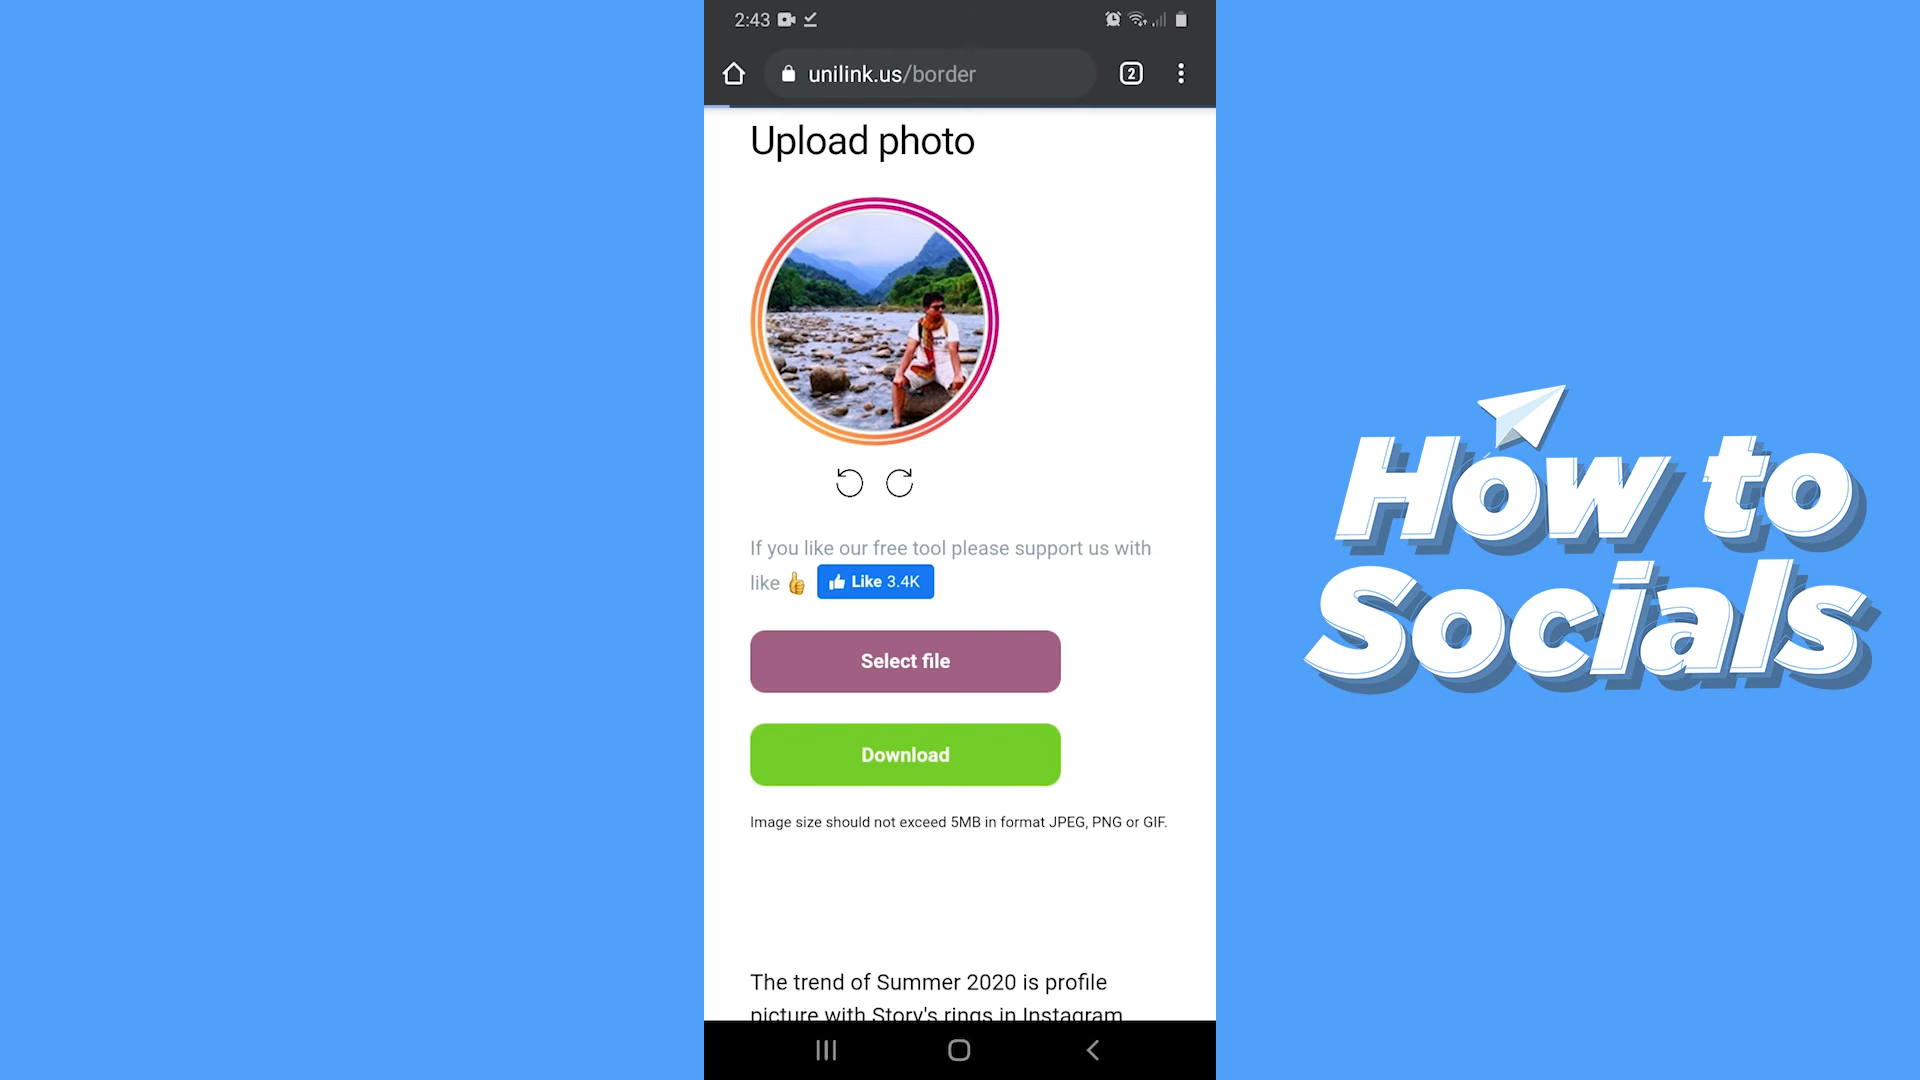 2:43
unilink.us/border
2
Upload photo
If you like our free tool please support us with
like 👍 Like 3.4K
Select file
Download
Image size should not exceed 5MB in format JPEG, PNG or GIF.
The trend of Summer 2020 is profile
picture with Story's rings in Instagram
How to
Socials